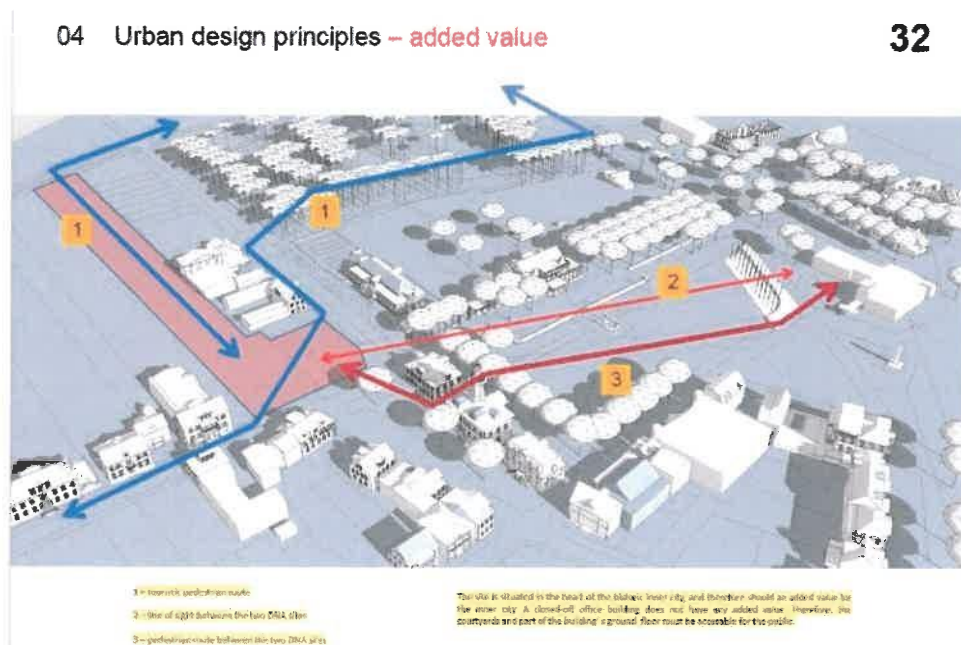 04 Urban design principles – added value
32
1
1
2
3
1 – touristic pedestrian route
2 – line of sight between the two DNA sites
3 – pedestrian route between the two DNA sites
The site is situated in the heart of the historic inner city, and therefore should an added value be
the inner city. A closed-off office building does not have any added value. Therefore, the
courtyards and part of the building's ground floor must be accessible for the public.